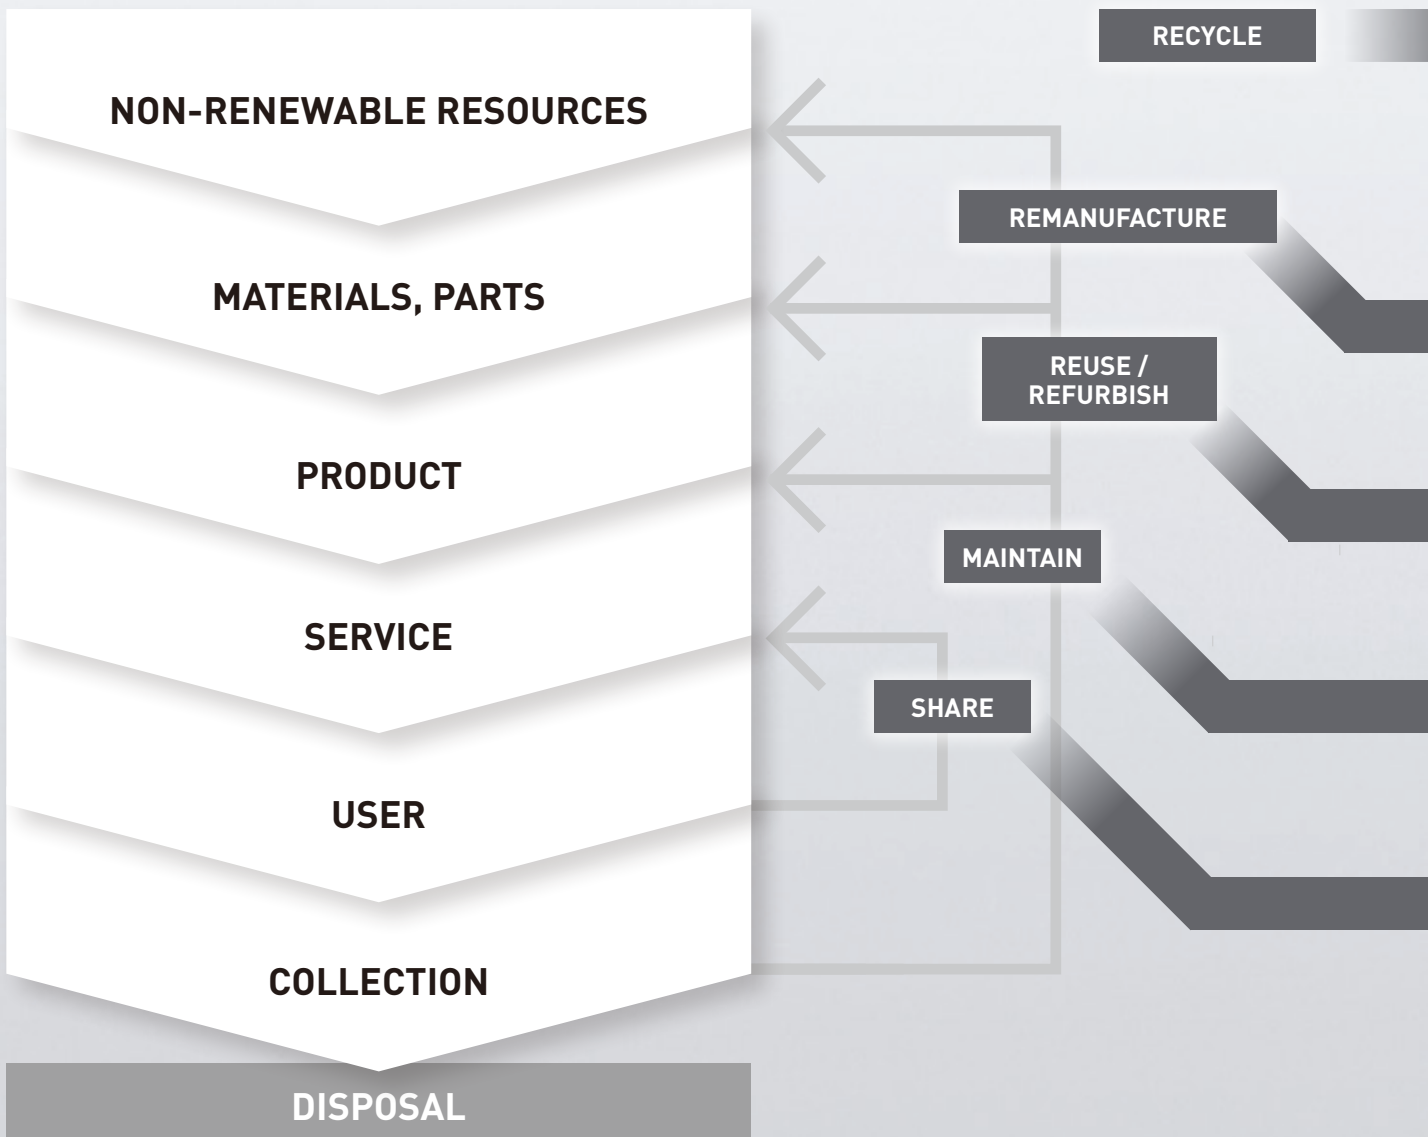 NON-RENEWABLE RESOURCES
MATERIALS, PARTS
PRODUCT
SERVICE
USER
COLLECTION
DISPOSAL
RECYCLE
REMANUFACTURE
REUSE /
REFURBISH
MAINTAIN
SHARE